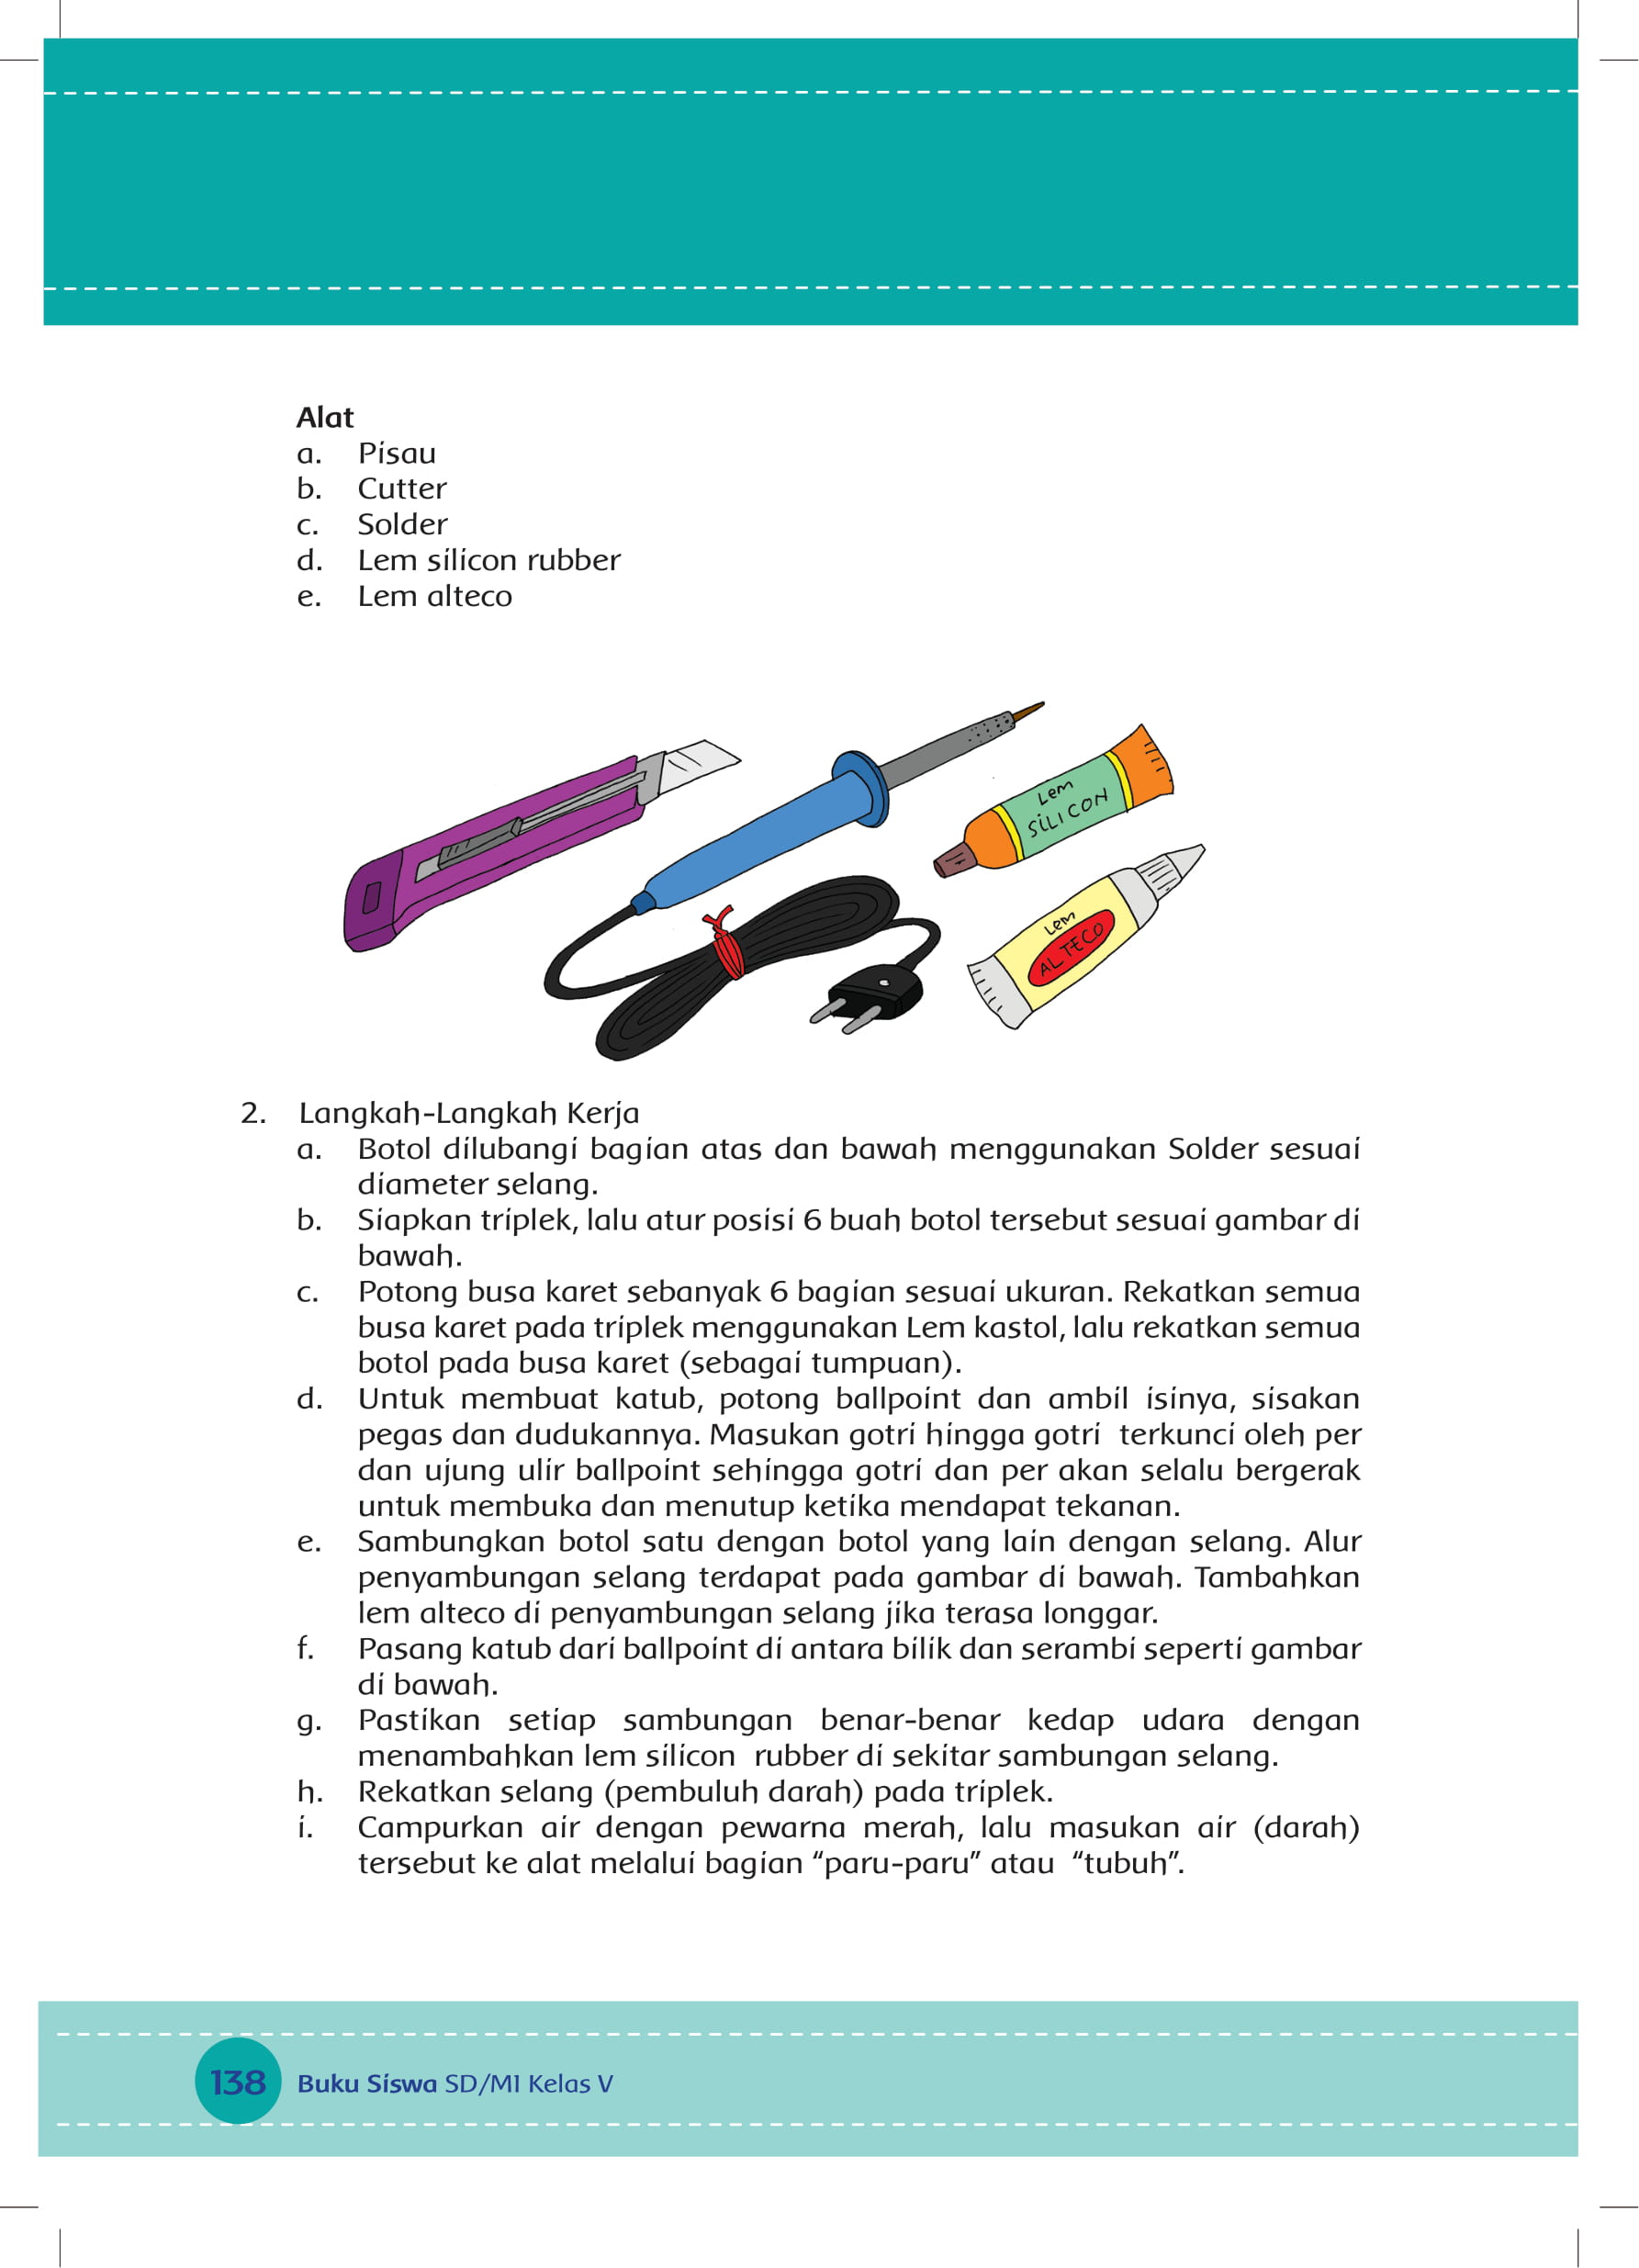 Alat
a. Pisau
b. Cutter
c. Solder
d. Lem silicon rubber
e. Lem alteco
Lem
SiLICON
Lem
ALTECO
2. Langkah-Langkah Kerja
a. Botol dilubangi bagian atas dan bawah menggunakan Solder sesuai
diameter selang.
b. Siapkan triplek, lalu atur posisi 6 buah botol tersebut sesuai gambar di
bawah.
c. Potong busa karet sebanyak 6 bagian sesuai ukuran. Rekatkan semua
busa karet pada triplek menggunakan Lem kastol, lalu rekatkan semua
botol pada busa karet (sebagai tumpuan).
d. Untuk membuat katub, potong ballpoint dan ambil isinya, sisakan
pegas dan dudukannya. Masukan gotri hingga gotri terkunci oleh per
dan ujung ulir ballpoint sehingga gotri dan per akan selalu bergerak
untuk membuka dan menutup ketika mendapat tekanan.
e. Sambungkan botol satu dengan botol yang lain dengan selang. Alur
penyambungan selang terdapat pada gambar di bawah. Tambahkan
lem alteco di penyambungan selang jika terasa longgar.
f. Pasang katub dari ballpoint di antara bilik dan serambi seperti gambar
di bawah.
g. Pastikan setiap sambungan benar-benar kedap udara dengan
menambahkan lem silicon rubber di sekitar sambungan selang.
h. Rekatkan selang (pembuluh darah) pada triplek.
i. Campurkan air dengan pewarna merah, lalu masukan air (darah)
tersebut ke alat melalui bagian “paru-paru” atau “tubuh”.
138 Buku Siswa SD/MI Kelas V